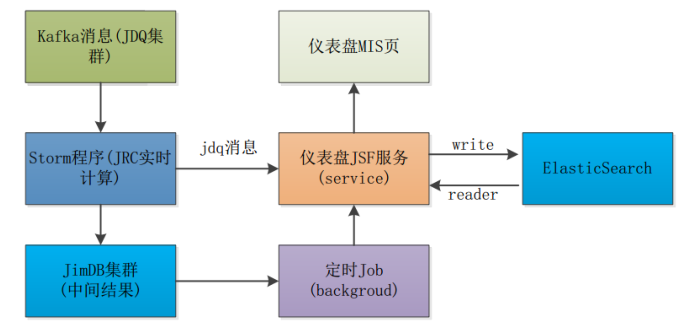 Kafka消息(JDQ集
群)
仪表盘MIS页
Storm程序(JRC实时
计算)
jdq消息
仪表盘JSF服务
(service)
write
reader
ElasticSearch
JimDB集群
(中间结果)
定时Job
(backgroud)